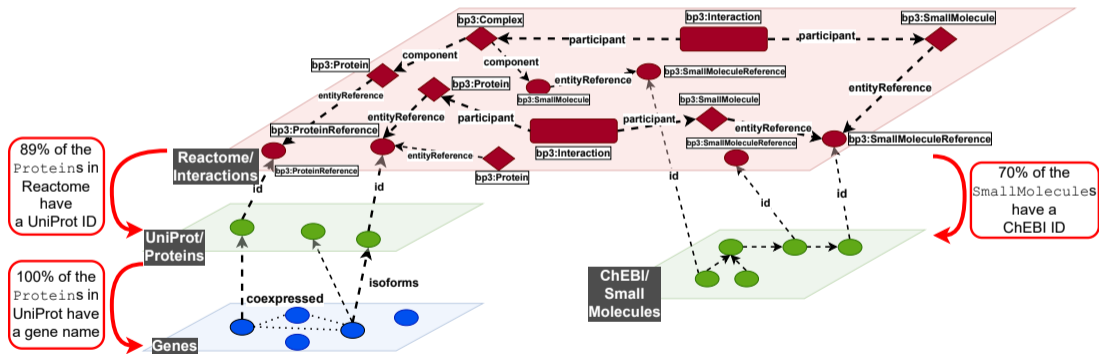 bp3:Complex
bp3:Interaction
bp3:SmallMolecule
participant
participant
component
component
bp3:Protein
bp3:Protein
entityReference
bp3:SmallMoleculeReference
bp3:SmallMolecule
entityReference
entityReference
bp3:SmallMolecule
entityReference
participant
participant
entityReference
bp3:ProteinReference
bp3:SmallMoleculeReference
bp3:SmallMoleculeReference
bp3:Interaction
entityReference
bp3:ProteinReference
bp3:Protein
89% of the
Proteins in
Reactome
have
a UniProt ID
Reactome/
Interactions
70% of the
SmallMolecules
have a
ChEBI ID
id
id
id
id
id
UniProt/
Proteins
100% of the
Proteins in
UniProt have
a gene name
isoforms
coexpressed
ChEBI/
Small
Molecules
Genes